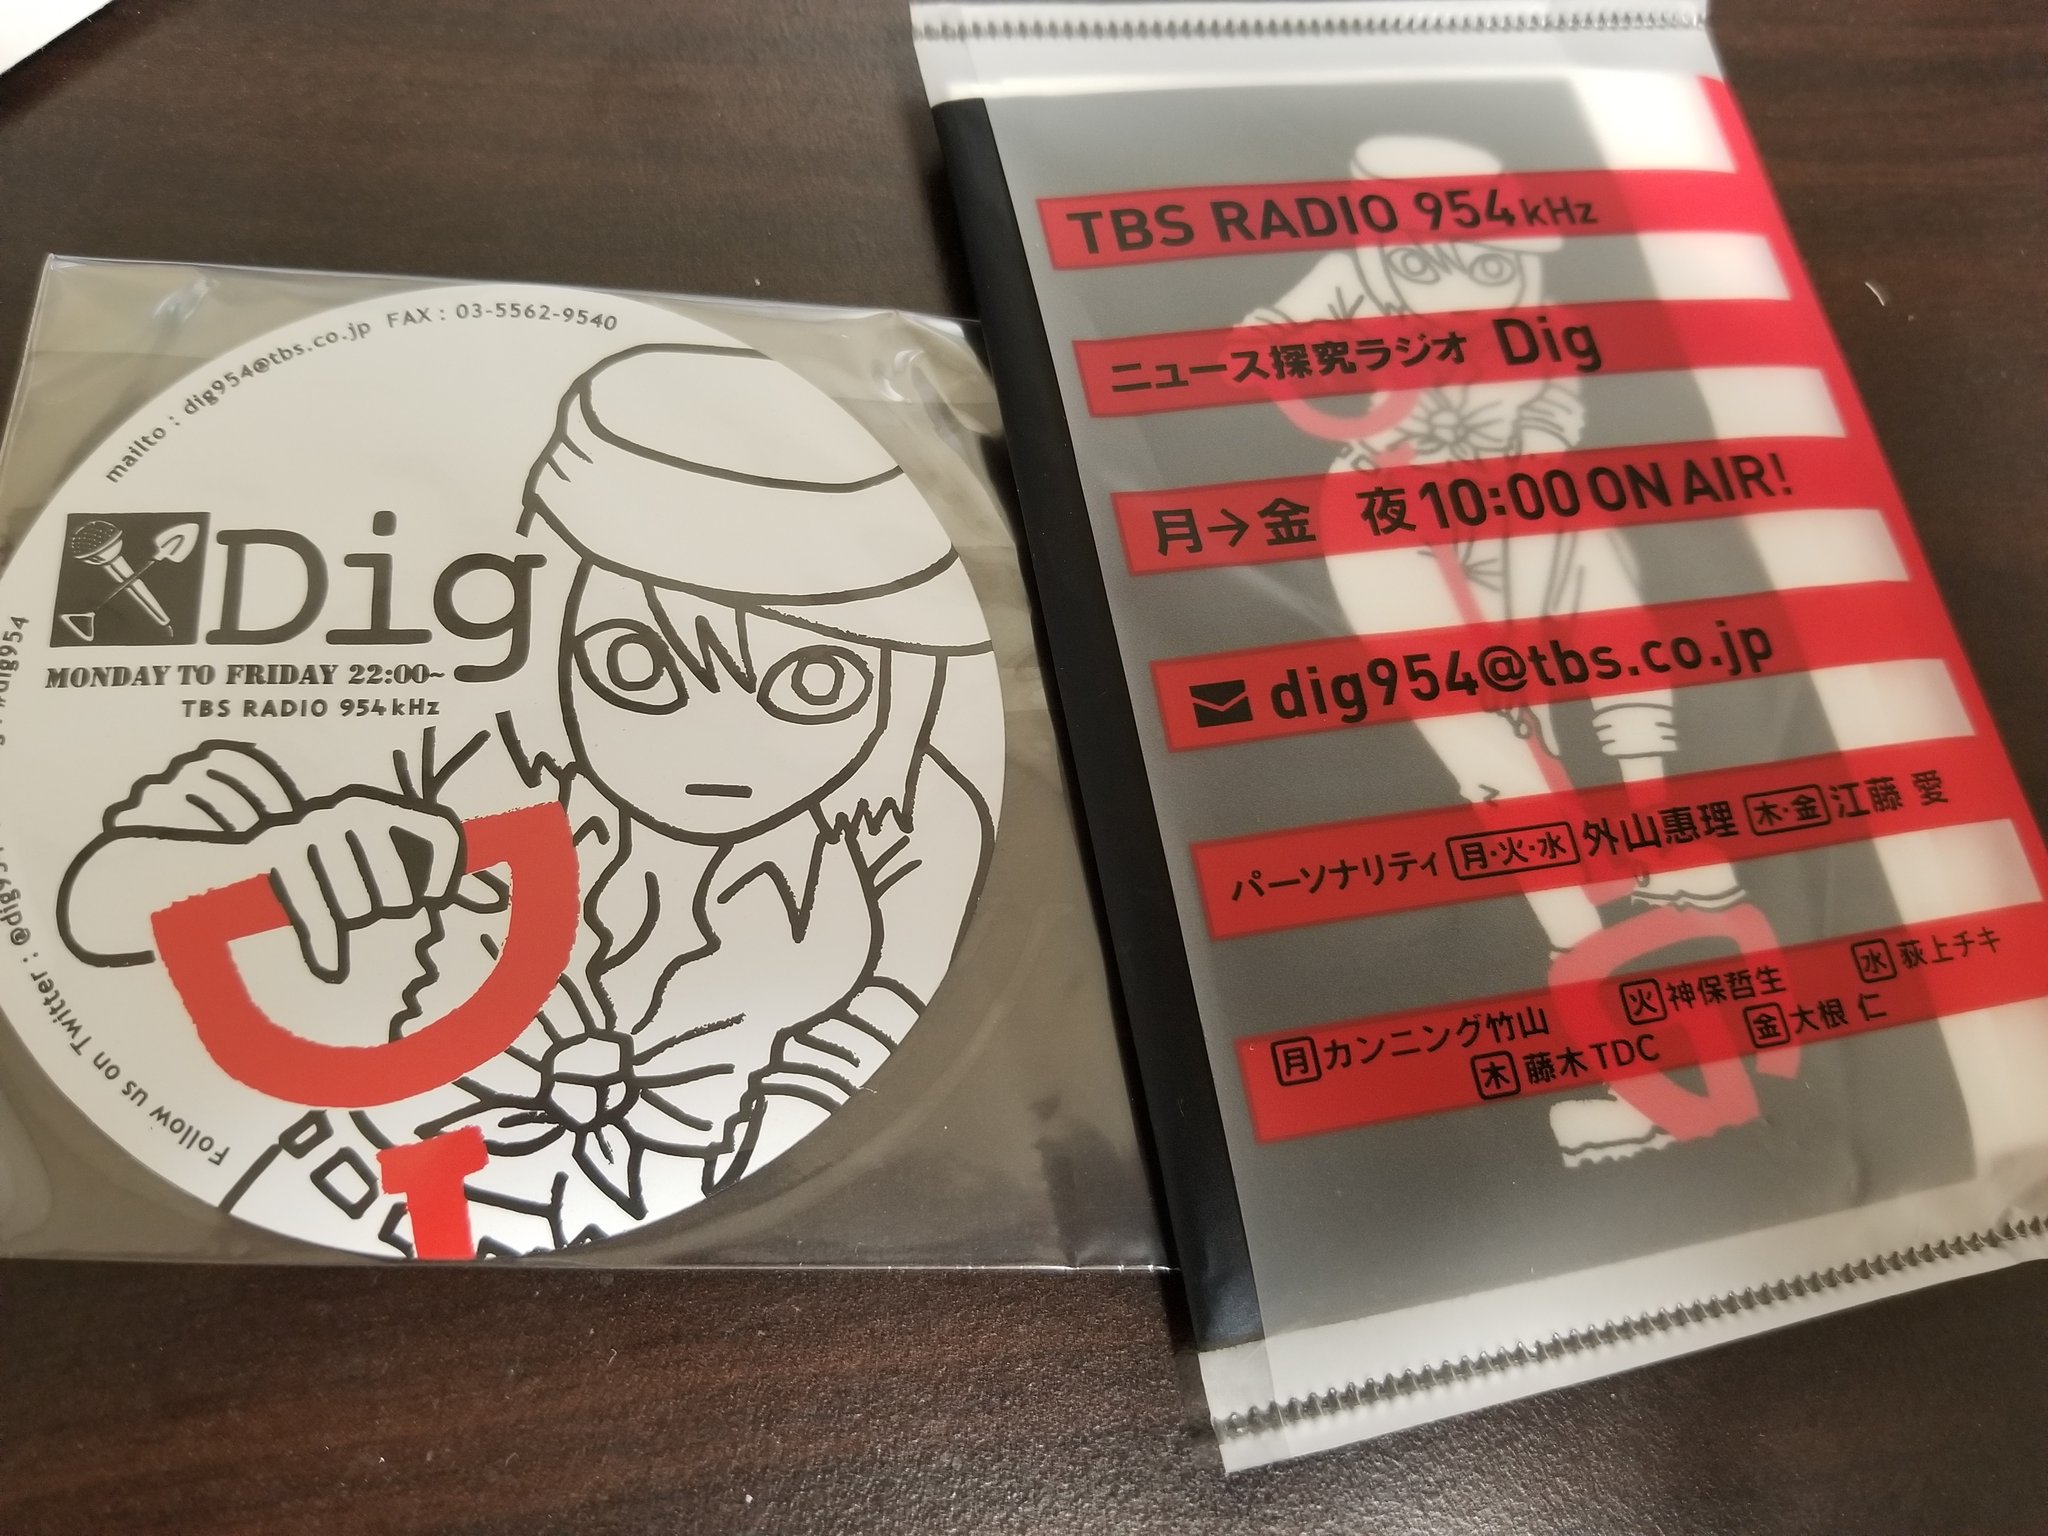 mailto : dig954@tbs.co.jp FAX : 03-5562-9540
Dig
MONDAY TO FRIDAY 22:00~
TBS RADIO 954kHz
Follow us on Twitter :
#dig954
TBS RADIO 954kHz
ニュース探究ラジオ Dig
月→金 夜10:00 ON AIR!
dig954@tbs.co.jp
パーソナリティ 月・火・水 外山惠理 木・金 江藤 愛
月 カンニング竹山 火 神保哲生 水 荻上チキ
木 藤木TDC 金 大根 仁